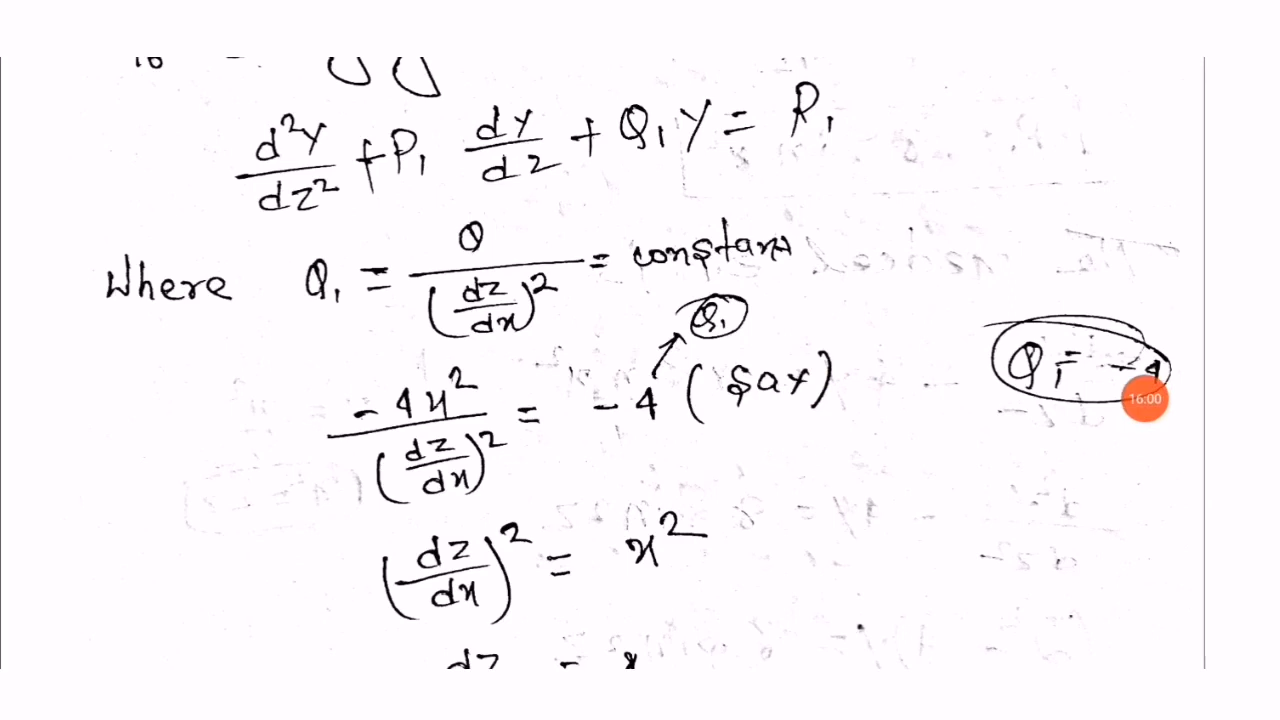 d²y/dz² + P₁ dy/dz + Q₁ y = R₁
Where Q₁ = Q/(dz/dx)² = constant
Q₁
-4x²/(dz/dx)² = -4 (say)
Q₁ = -4
16:00
(dz/dx)² = x²
dz = x